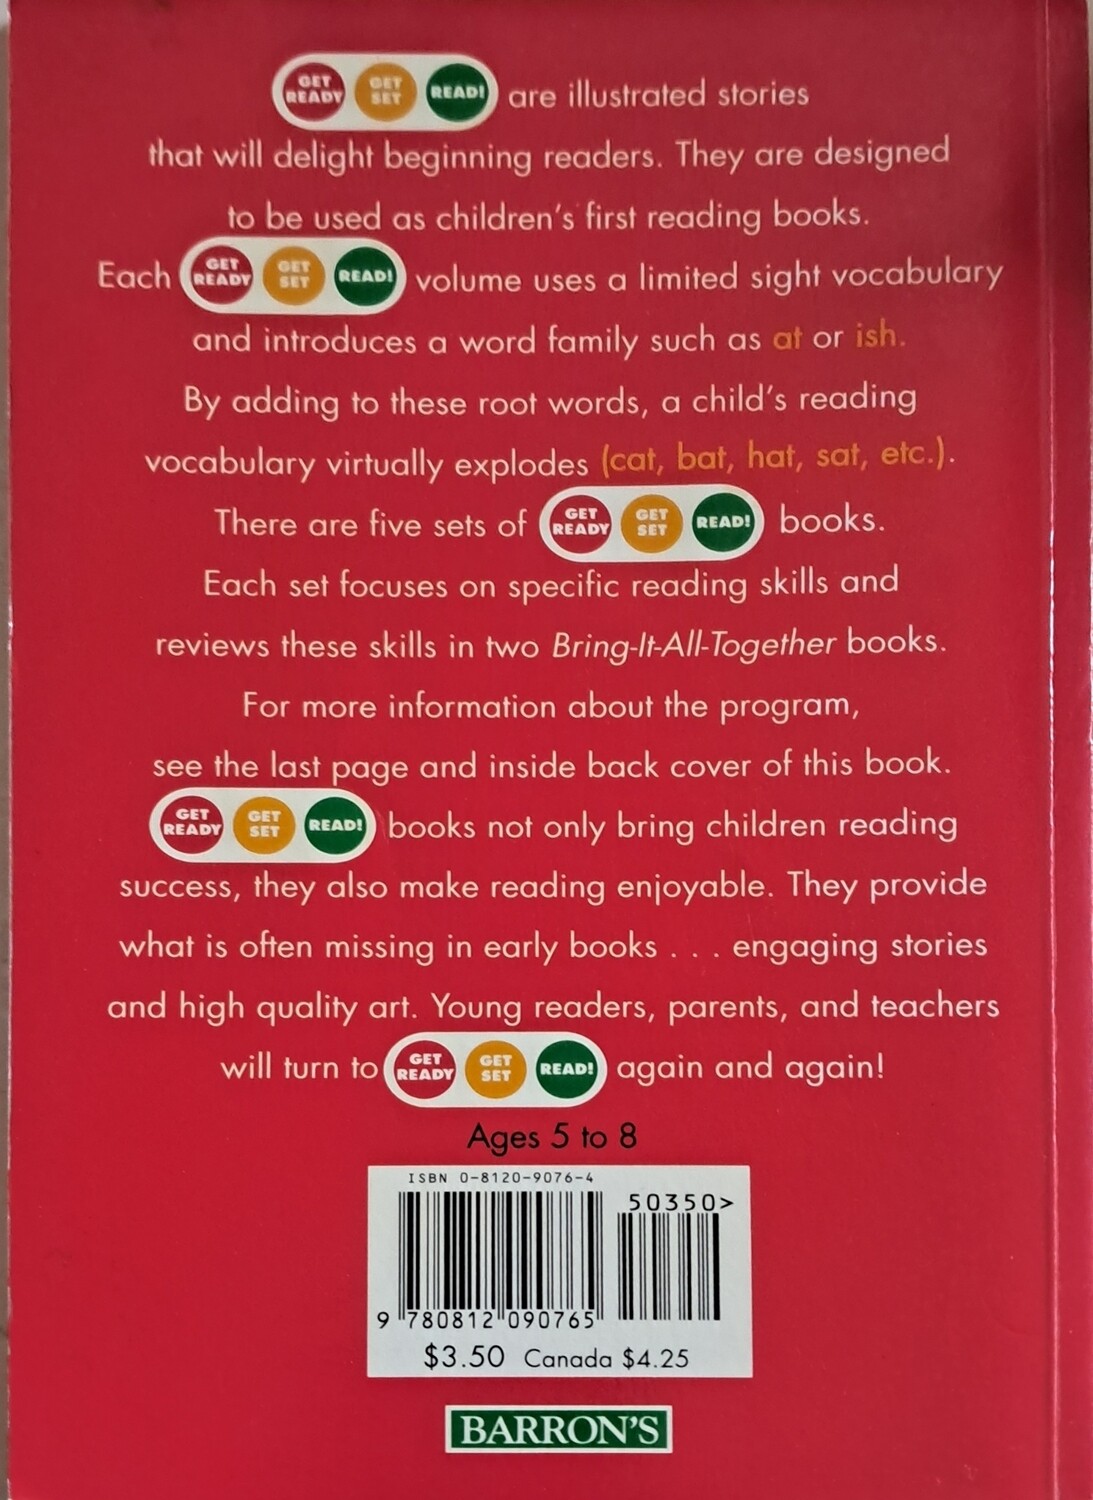 GET READY GET SET READ! are illustrated stories
that will delight beginning readers. They are designed
to be used as children's first reading books.
Each GET READY GET SET READ! volume uses a limited sight vocabulary
and introduces a word family such as at or ish.
By adding to these root words, a child's reading
vocabulary virtually explodes (cat, bat, hat, sat, etc.).
There are five sets of GET READY GET SET READ! books.
Each set focuses on specific reading skills and
reviews these skills in two Bring-It-All-Together books.
For more information about the program,
see the last page and inside back cover of this book.
GET READY GET SET READ! books not only bring children reading
success, they also make reading enjoyable. They provide
what is often missing in early books . . . engaging stories
and high quality art. Young readers, parents, and teachers
will turn to GET READY GET SET READ! again and again!
Ages 5 to 8
ISBN 0-8120-9076-4
50350>
9 780812 090765
$3.50 Canada $4.25
BARRON'S